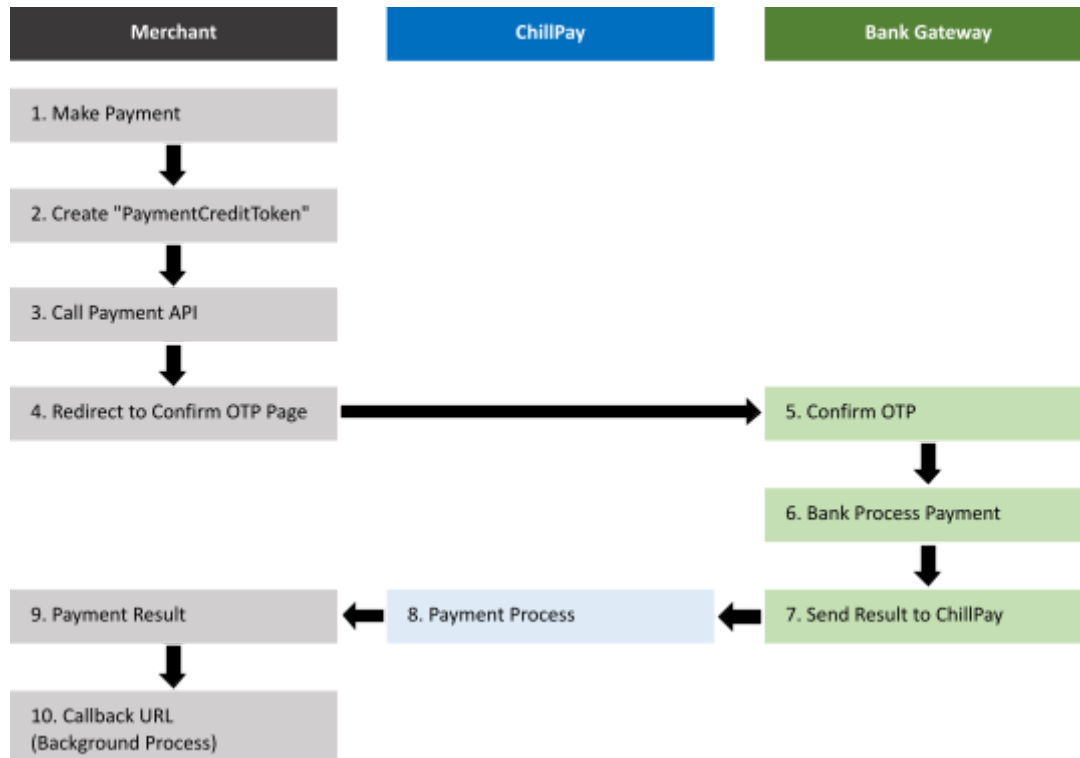 Merchant
ChillPay
Bank Gateway
1. Make Payment
2. Create "PaymentCreditToken"
3. Call Payment API
4. Redirect to Confirm OTP Page
5. Confirm OTP
6. Bank Process Payment
9. Payment Result
8. Payment Process
7. Send Result to ChillPay
10. Callback URL
(Background Process)